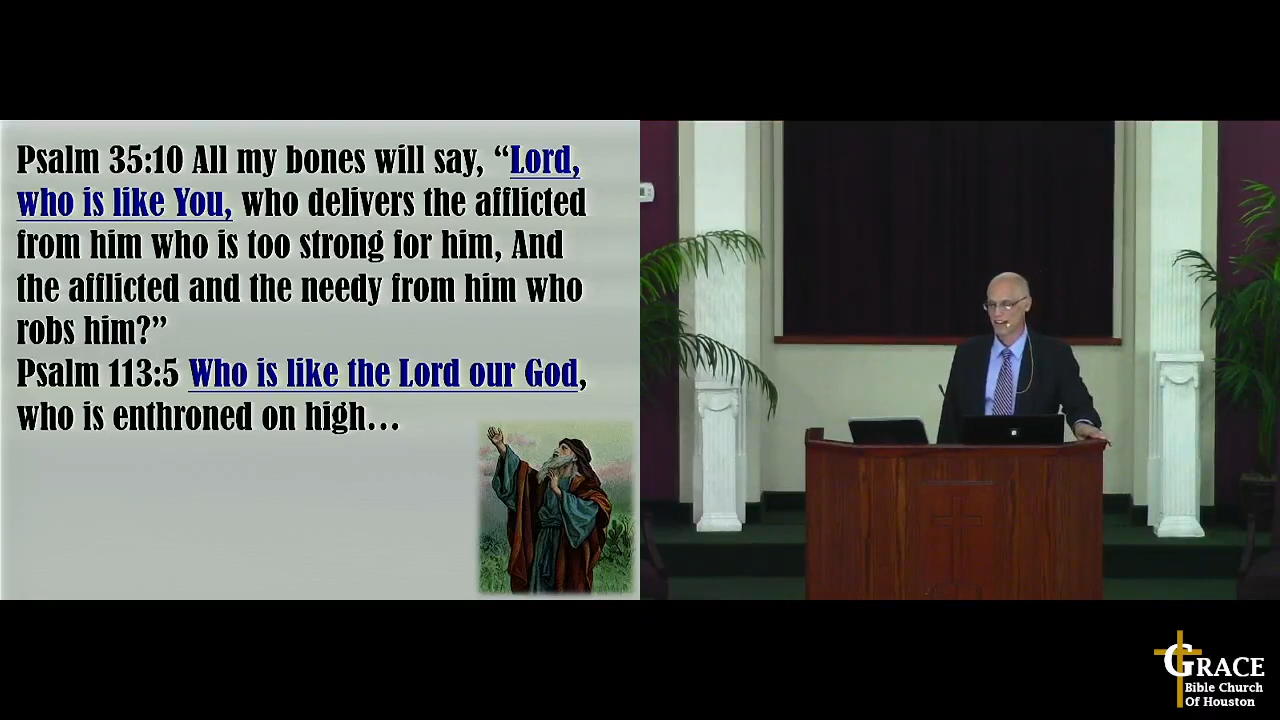 Psalm 35:10 All my bones will say, “Lord,
who is like You, who delivers the afflicted
from him who is too strong for him, And
the afflicted and the needy from him who
robs him?”
Psalm 113:5 Who is like the Lord our God,
who is enthroned on high…
GRACE
Bible Church
Of Houston